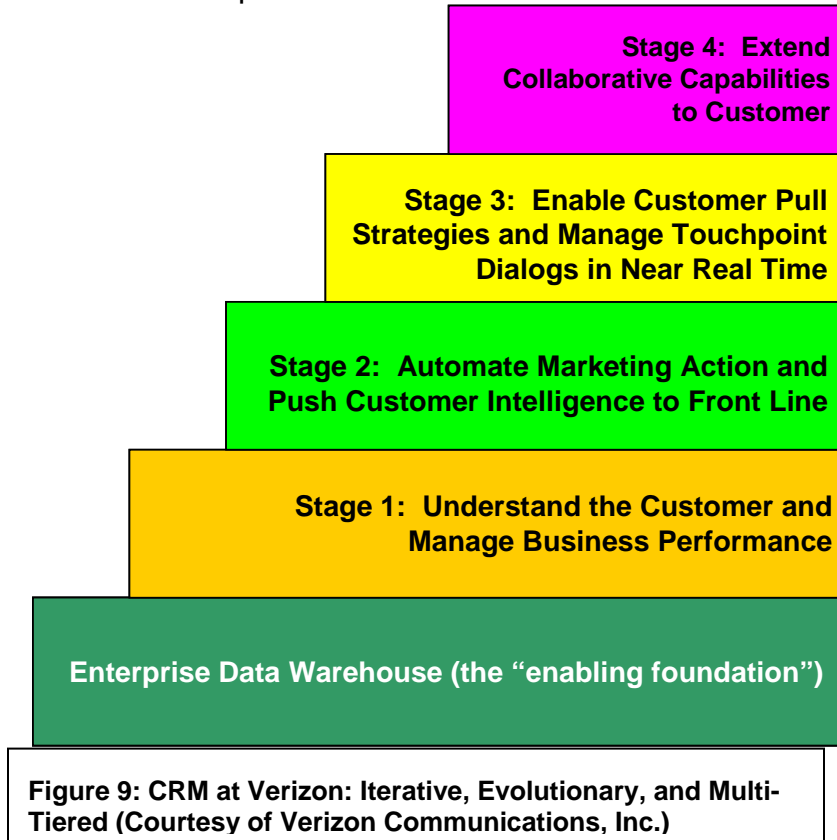 Stage 4: Extend
Collaborative Capabilities
to Customer
Stage 3: Enable Customer Pull
Strategies and Manage Touchpoint
Dialogs in Near Real Time
Stage 2: Automate Marketing Action and
Push Customer Intelligence to Front Line
Stage 1: Understand the Customer and
Manage Business Performance
Enterprise Data Warehouse (the “enabling foundation”)
Figure 9: CRM at Verizon: Iterative, Evolutionary, and Multi-
Tiered (Courtesy of Verizon Communications, Inc.)